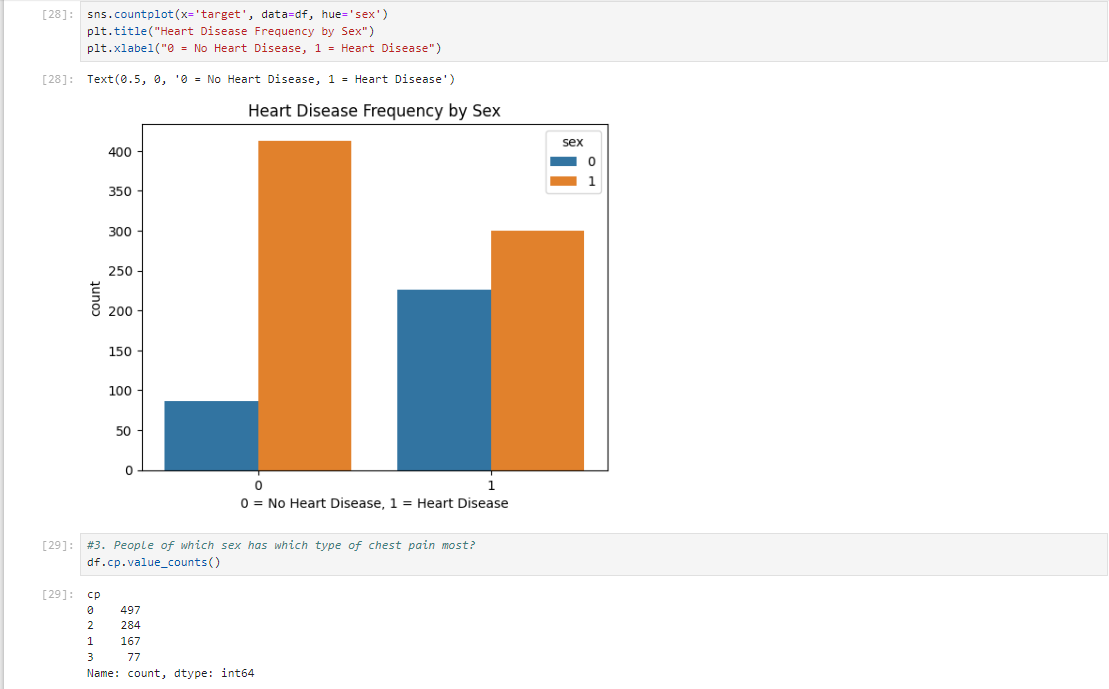 [28]: sns.countplot(x='target', data=df, hue='sex')
plt.title("Heart Disease Frequency by Sex")
plt.xlabel("0 = No Heart Disease, 1 = Heart Disease")
[28]: Text(0.5, 0, '0 = No Heart Disease, 1 = Heart Disease')
Heart Disease Frequency by Sex
sex
0
1
400
350
300
250
200
150
100
50
0
count
0 1
0 = No Heart Disease, 1 = Heart Disease
[29]: #3. People of which sex has which type of chest pain most?
df.cp.value_counts()
[29]: cp
0 497
2 284
1 167
3 77
Name: count, dtype: int64